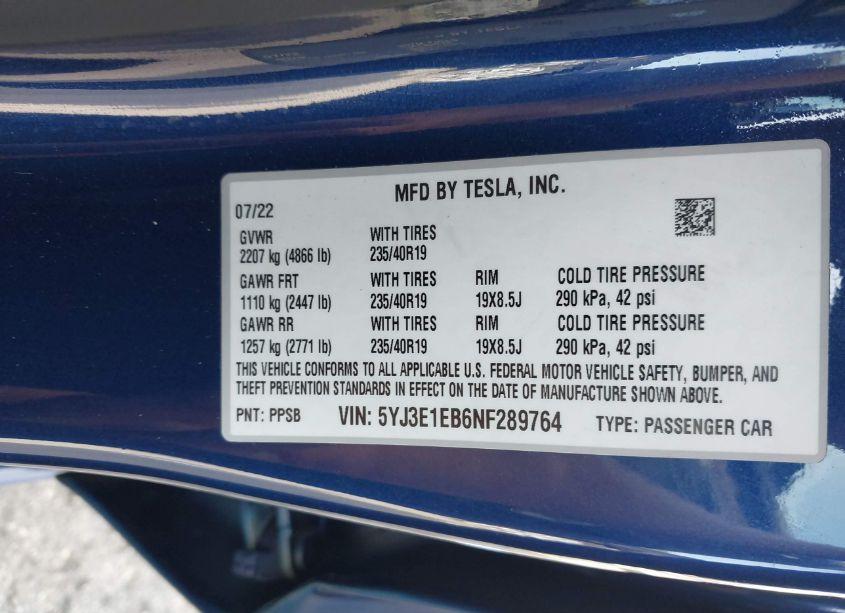 MFD BY TESLA, INC.
07/22
GVWR WITH TIRES
2207 kg (4866 lb) 235/40R19
GAWR FRT WITH TIRES RIM COLD TIRE PRESSURE
1110 kg (2447 lb) 235/40R19 19X8.5J 290 kPa, 42 psi
GAWR RR WITH TIRES RIM COLD TIRE PRESSURE
1257 kg (2771 lb) 235/40R19 19X8.5J 290 kPa, 42 psi
THIS VEHICLE CONFORMS TO ALL APPLICABLE U.S. FEDERAL MOTOR VEHICLE SAFETY, BUMPER, AND
THEFT PREVENTION STANDARDS IN EFFECT ON THE DATE OF MANUFACTURE SHOWN ABOVE.
PNT: PPSB VIN: 5YJ3E1EB6NF289764 TYPE: PASSENGER CAR